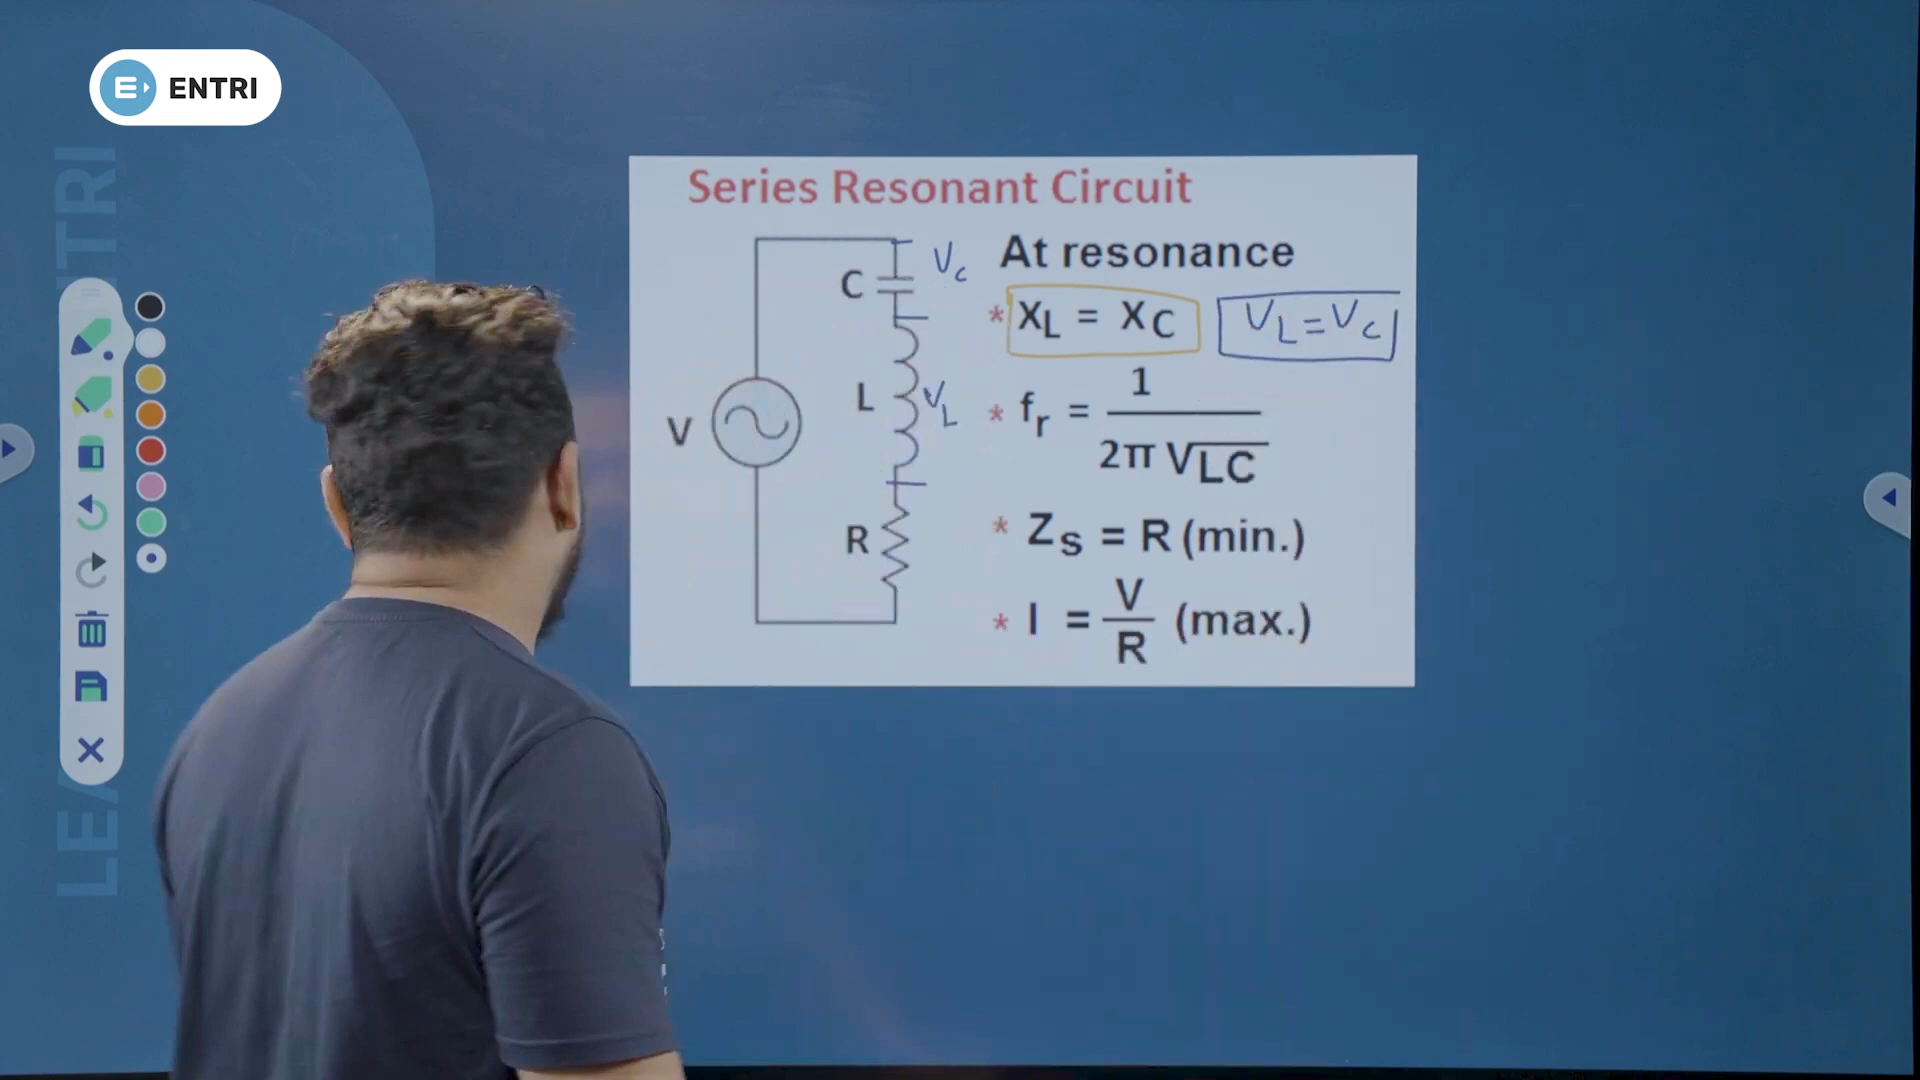 ENTRI
Series Resonant Circuit
At resonance
C
Vc
* XL = XC
VL = Vc
L
VL
V
* fr = 1 / 2π √LC
R
* Zs = R (min.)
* I = V / R (max.)